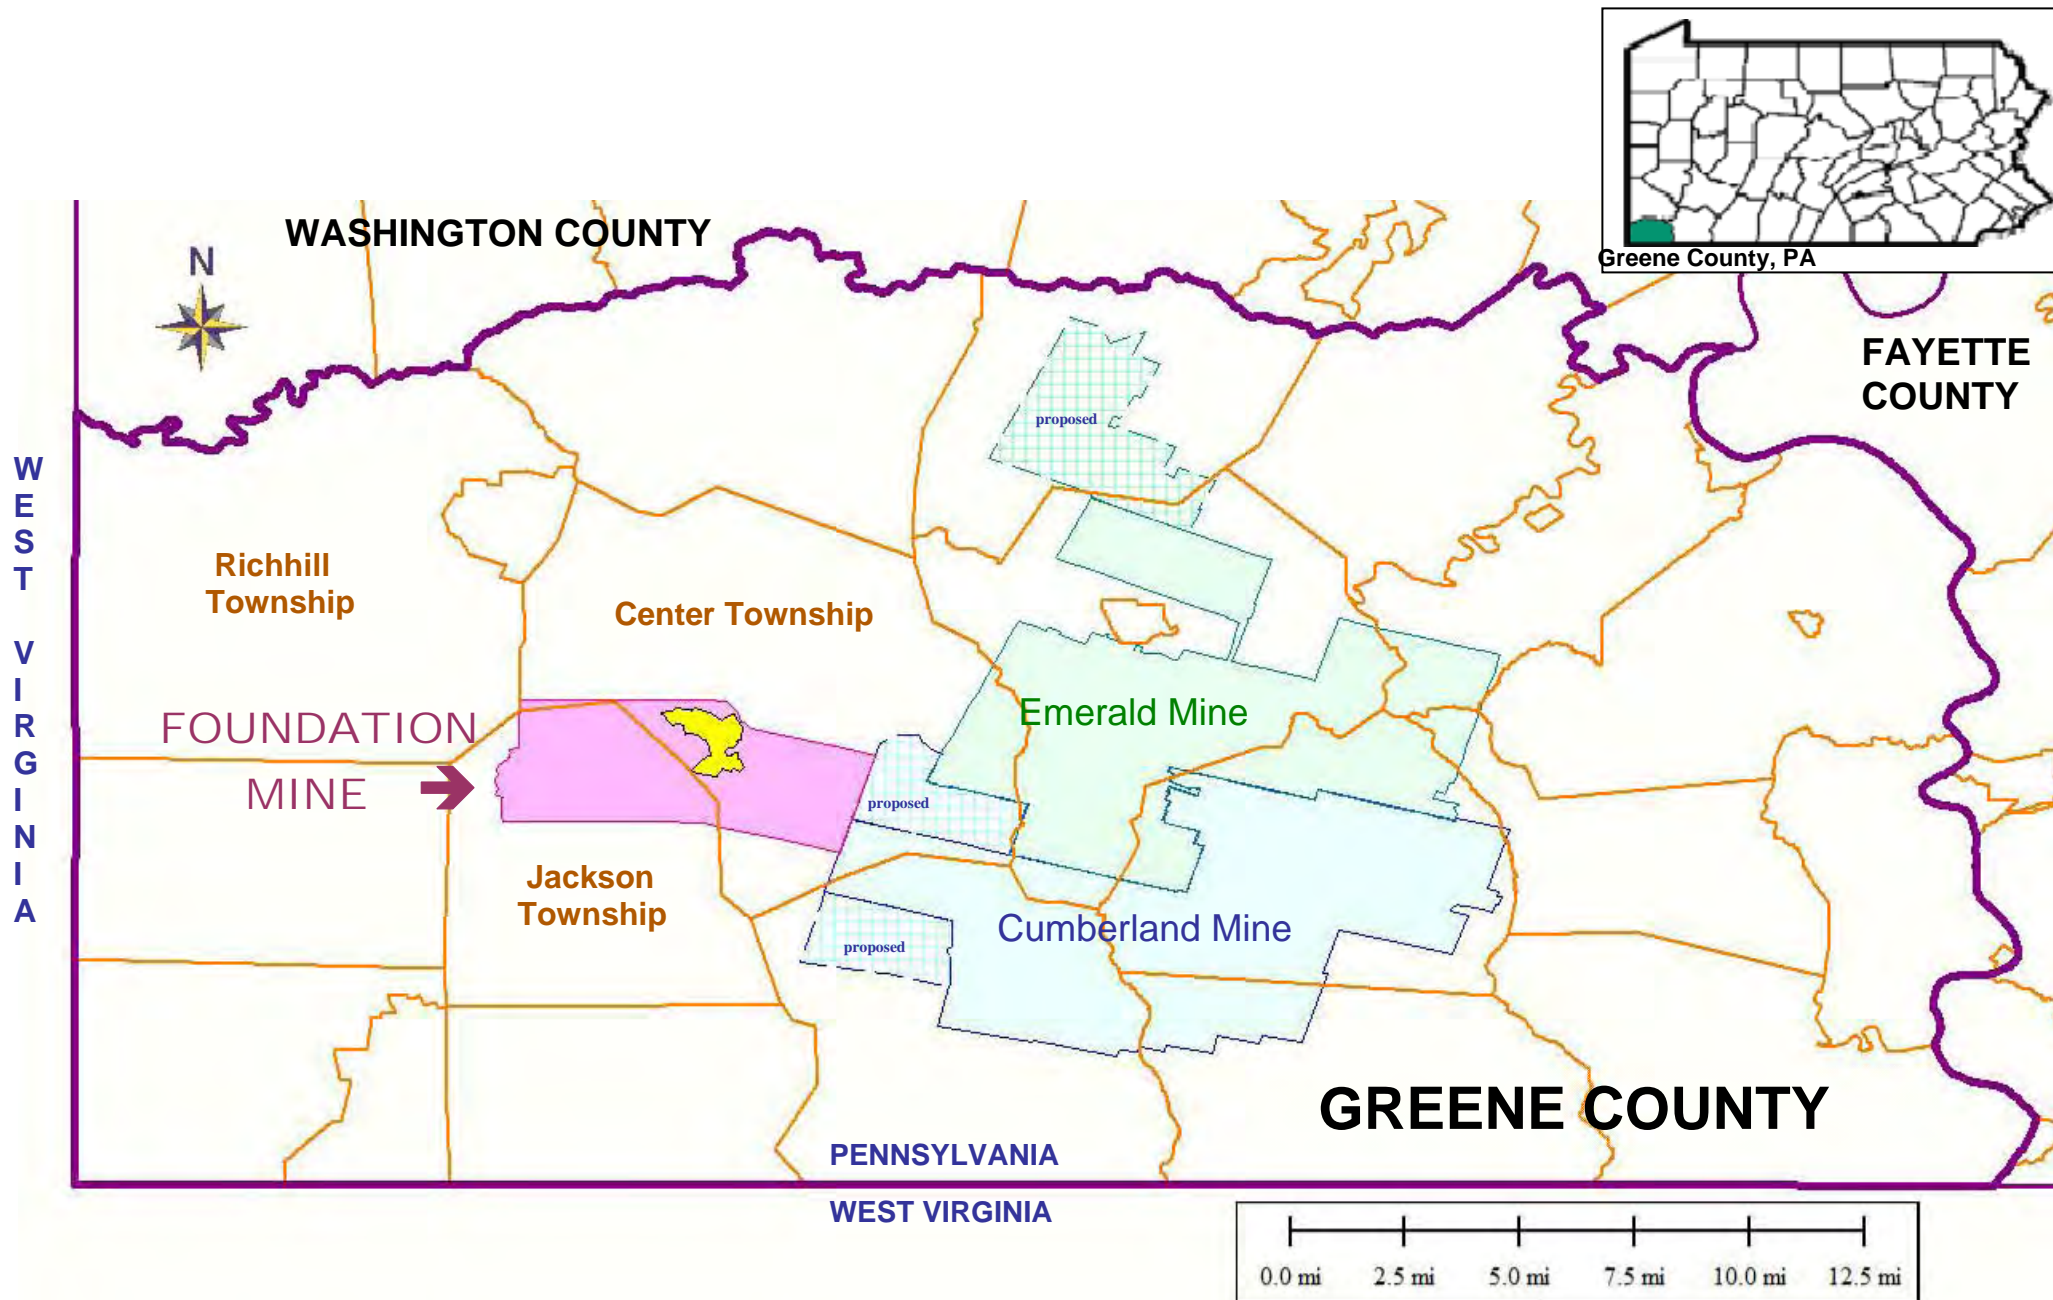 Greene County, PA
WASHINGTON COUNTY
N
FAYETTE
COUNTY
proposed
WEST VIRGINIA
Richhill
Township
Center Township
FOUNDATION
MINE
Emerald Mine
proposed
Jackson
Township
Cumberland Mine
proposed
GREENE COUNTY
PENNSYLVANIA
WEST VIRGINIA
0.0 mi 2.5 mi 5.0 mi 7.5 mi 10.0 mi 12.5 mi